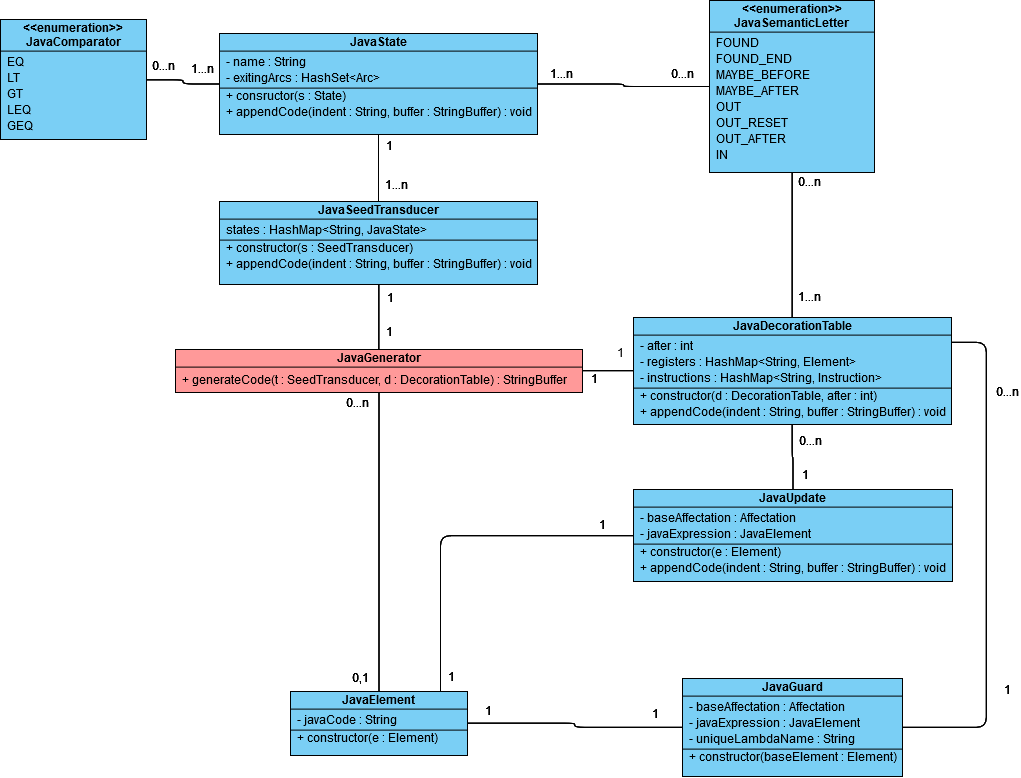 <<enumeration>>
JavaComparator
EQ
LT
GT
LEQ
GEQ
0...n
1...n
JavaState
- name : String
- exitingArcs : HashSet<Arc>
+ consructor(s : State)
+ appendCode(indent : String, buffer : StringBuffer) : void
1...n
0...n
<<enumeration>>
JavaSemanticLetter
FOUND
FOUND_END
MAYBE_BEFORE
MAYBE_AFTER
OUT
OUT_RESET
OUT_AFTER
IN
1
1...n
0...n
1...n
JavaSeedTransducer
states : HashMap<String, JavaState>
+ constructor(s : SeedTransducer)
+ appendCode(indent : String, buffer : StringBuffer) : void
1
1
JavaGenerator
+ generateCode(t : SeedTransducer, d : DecorationTable) : StringBuffer
1
1
JavaDecorationTable
- after : int
- registers : HashMap<String, Element>
- instructions : HashMap<String, Instruction>
+ constructor(d : DecorationTable, after : int)
+ appendCode(indent : String, buffer : StringBuffer) : void
0...n
0...n
0...n
1
JavaUpdate
- baseAffectation : Affectation
- javaExpression : JavaElement
+ constructor(e : Element)
+ appendCode(indent : String, buffer : StringBuffer) : void
1
0,1
1
JavaElement
- javaCode : String
+ constructor(e : Element)
1
1
JavaGuard
- baseAffectation : Affectation
- javaExpression : JavaElement
- uniqueLambdaName : String
+ constructor(baseElement : Element)
1